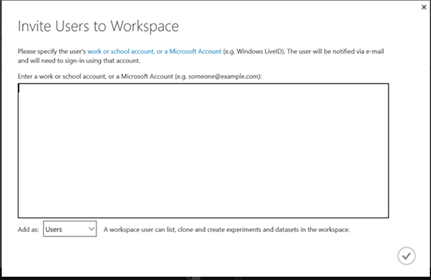 Invite Users to Workspace
Please specify the user's work or school account, or a Microsoft Account (e.g. Windows LiveID). The user will be notified via e-mail
and will need to sign-in using that account.
Enter a work or school account, or a Microsoft Account (e.g. someone@example.com):
Add as: Users A workspace user can list, clone and create experiments and datasets in the workspace.